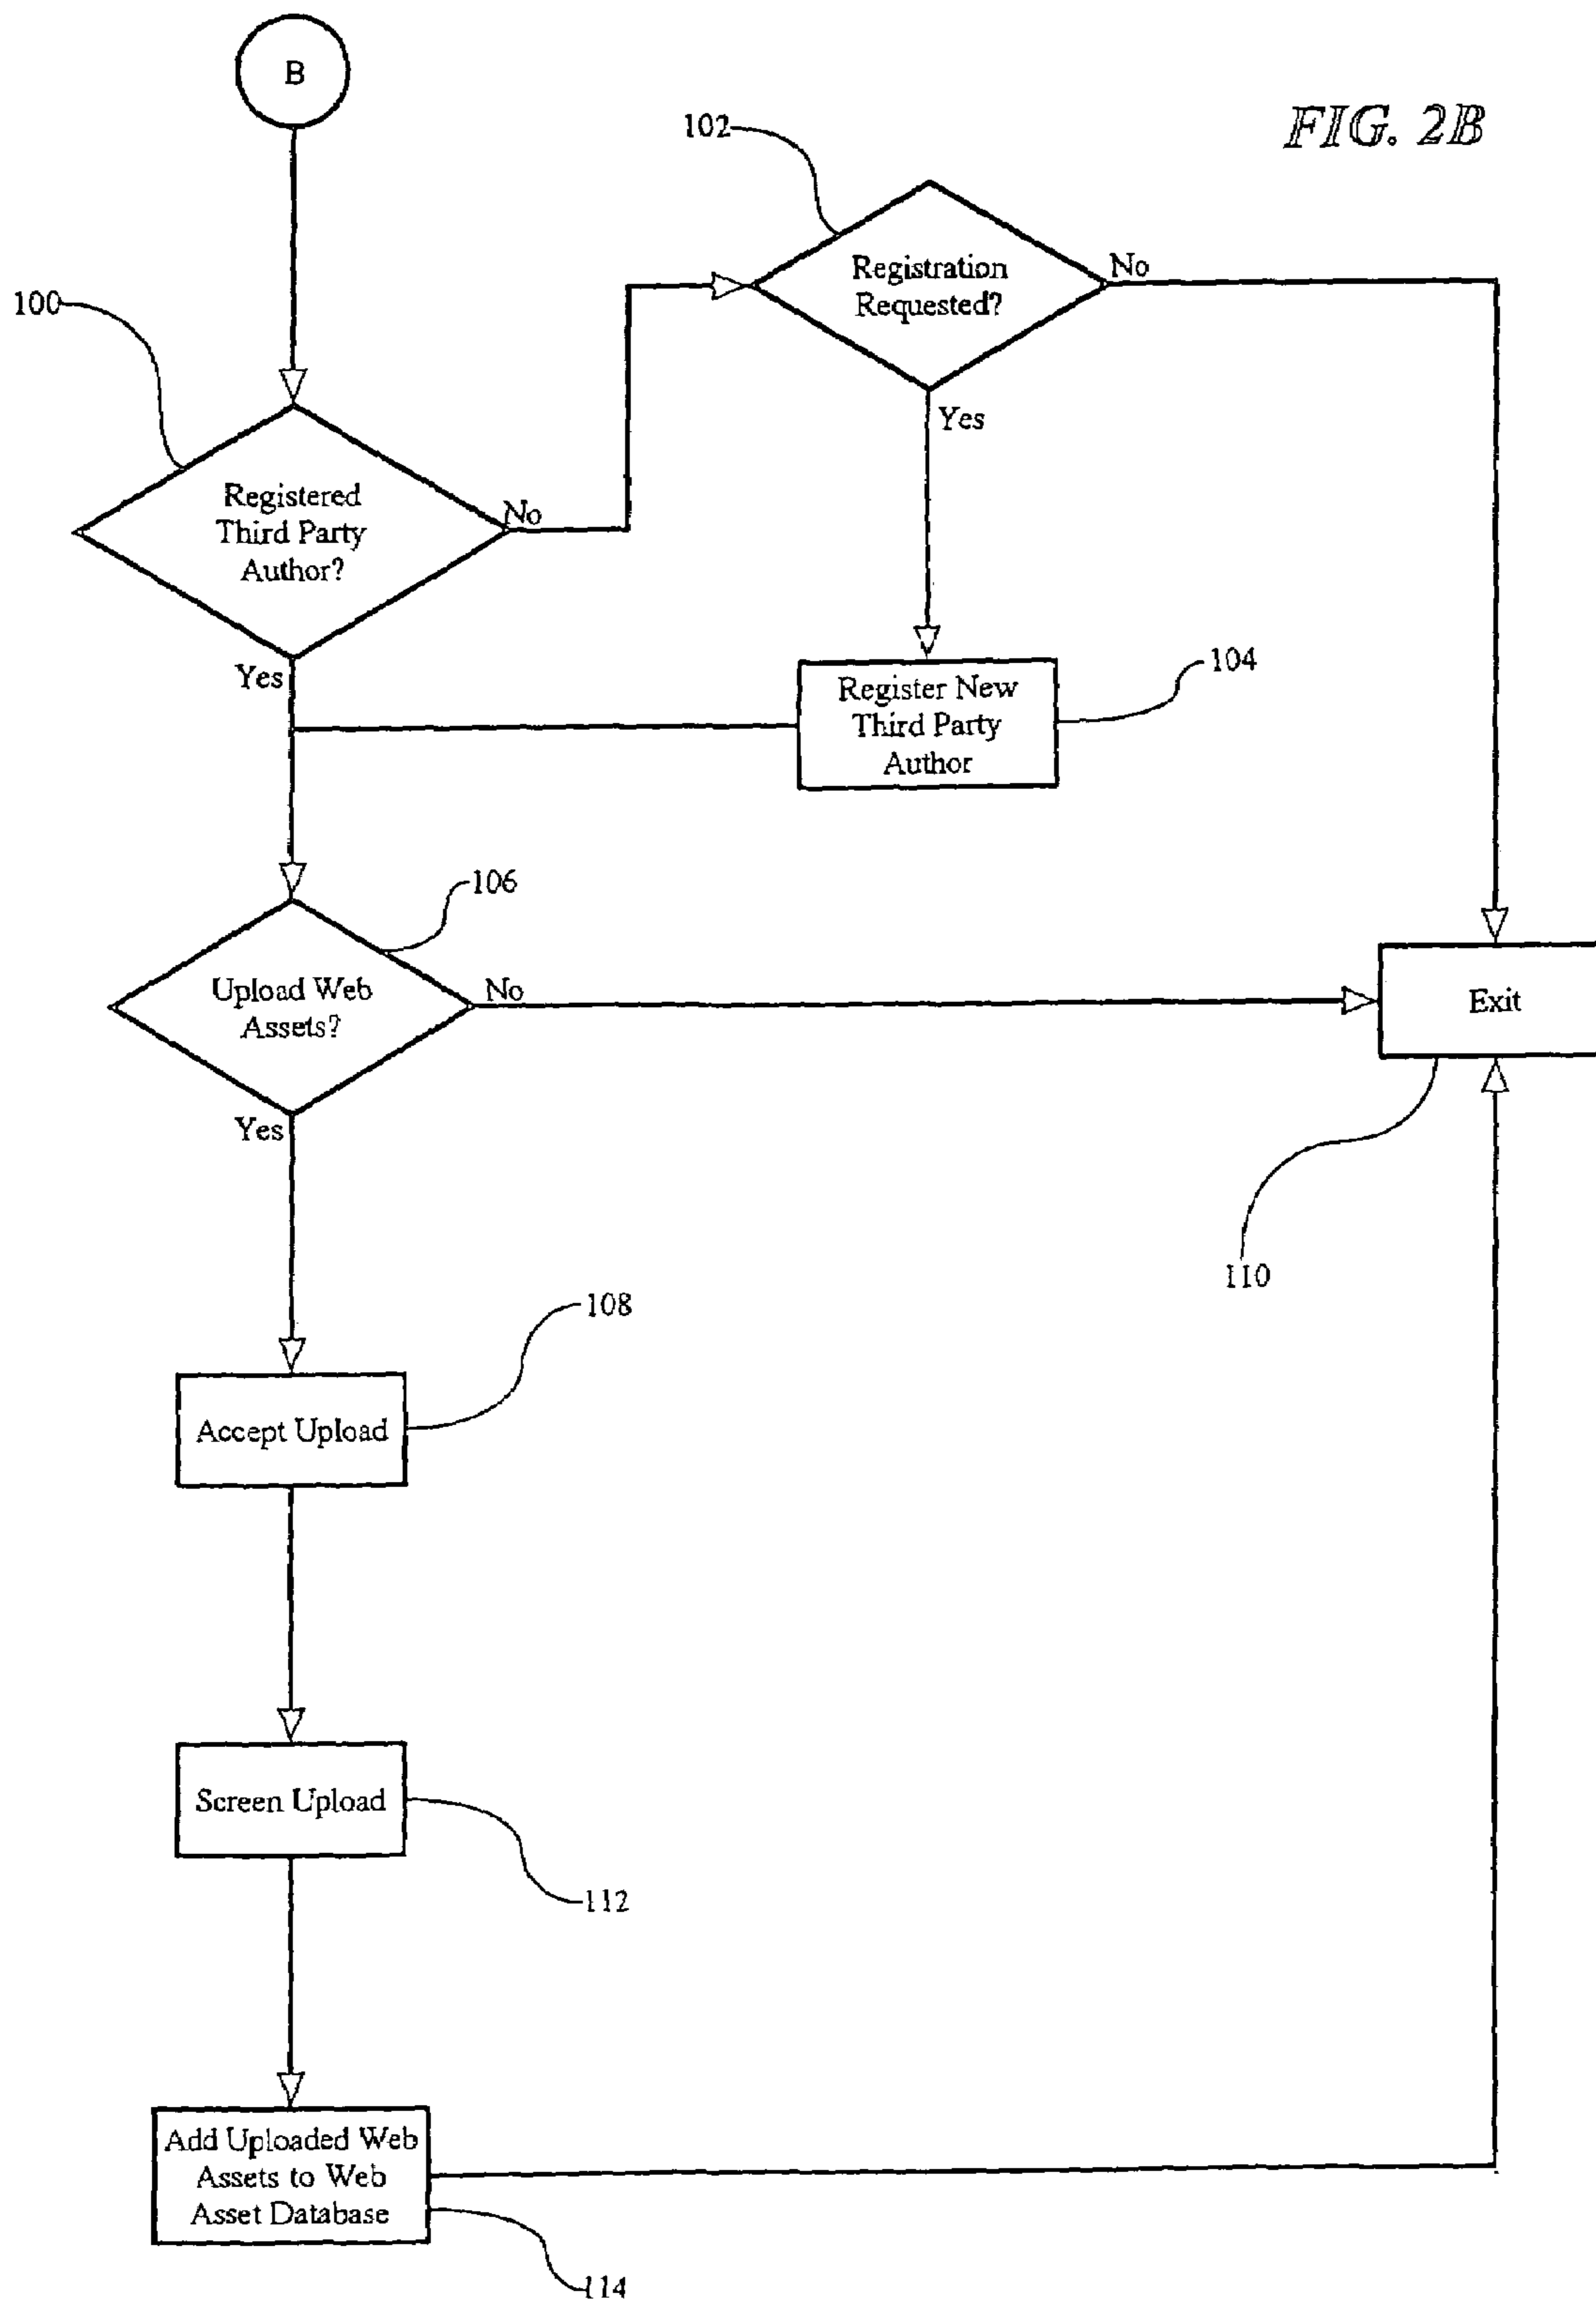 B
FIG. 2B
102
Registration
Requested?
No
100
Yes
Registered
Third Party
Author?
No
Yes
104
Register New
Third Party
Author
106
Upload Web
Assets?
No
Exit
Yes
110
108
Accept Upload
Screen Upload
112
Add Uploaded Web
Assets to Web
Asset Database
114